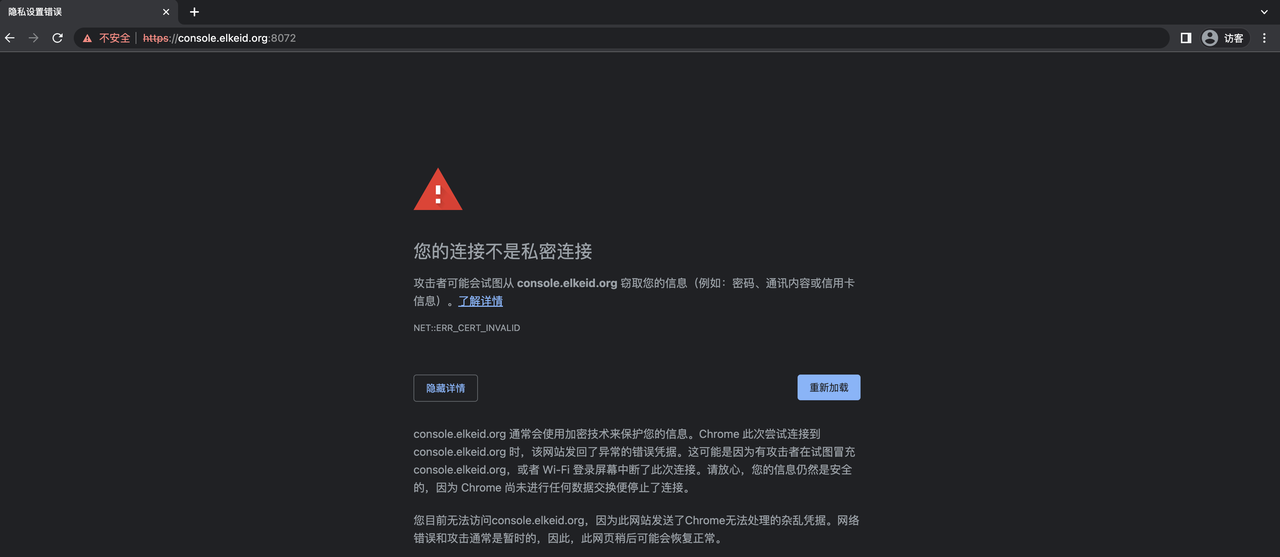 隐私设置错误
不安全 | https://console.elkeid.org:8072
访客
您的连接不是私密连接
攻击者可能会试图从 console.elkeid.org 窃取您的信息（例如：密码、通讯内容或信用卡
信息）。了解详情
NET::ERR_CERT_INVALID
隐藏详情
重新加载
console.elkeid.org 通常会使用加密技术来保护您的信息。Chrome 此次尝试连接到
console.elkeid.org 时，该网站发回了异常的错误凭据。这可能是因为有攻击者在试图冒充
console.elkeid.org，或者 Wi-Fi 登录屏幕中断了此次连接。请放心，您的信息仍然是安全
的，因为 Chrome 尚未进行任何数据交换便停止了连接。
您目前无法访问console.elkeid.org，因为此网站发送了Chrome无法处理的杂乱凭据。网络
错误和攻击通常是暂时的，因此，此网页稍后可能会恢复正常。